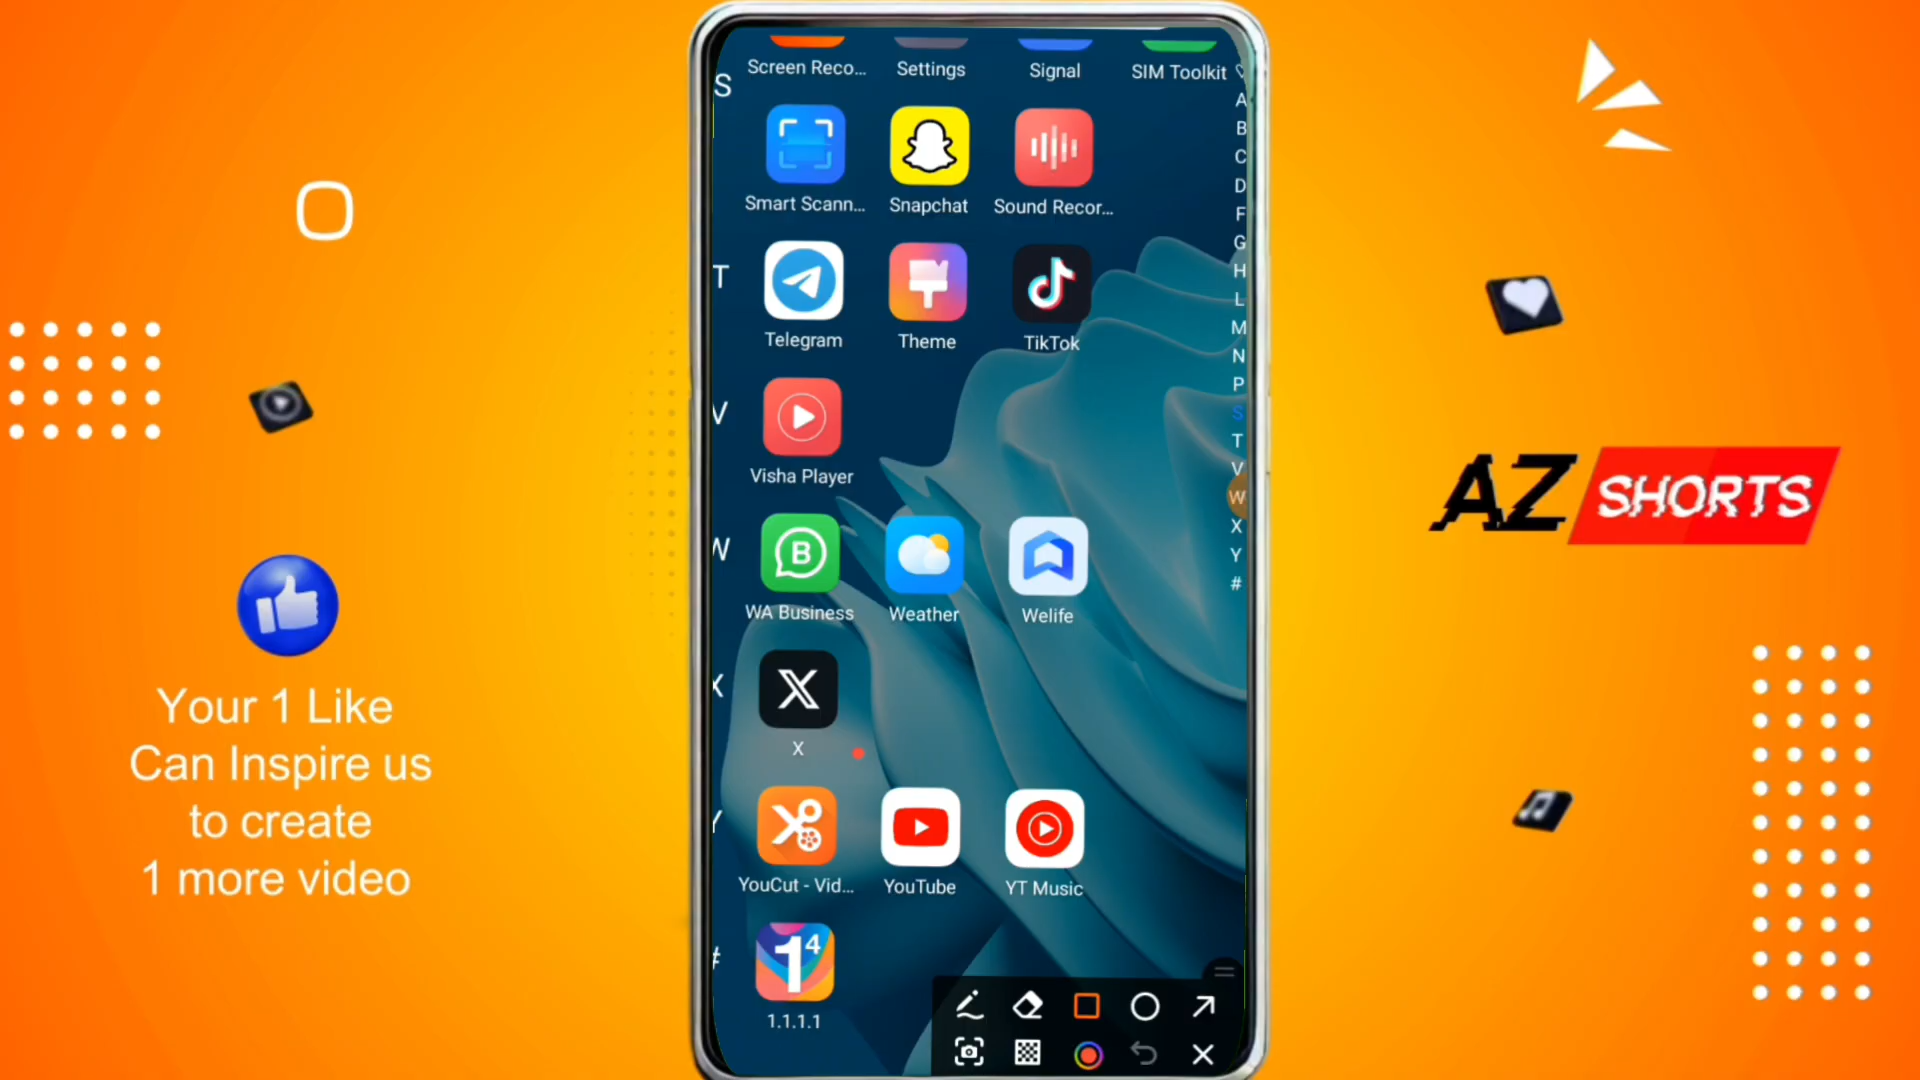 Screen Reco...
Settings
Signal
SIM Toolkit
S
Smart Scann...
Snapchat
Sound Recor...
T
Telegram
Theme
TikTok
V
Visha Player
W
B
WA Business
Weather
Welife
X
X
Y
YouCut - Vid...
YouTube
YT Music
#
1⁴
1.1.1.1
A
B
C
D
F
G
H
L
M
N
P
S
T
V
W
X
Y
#
AZ SHORTS
Your 1 Like
Can Inspire us
to create
1 more video